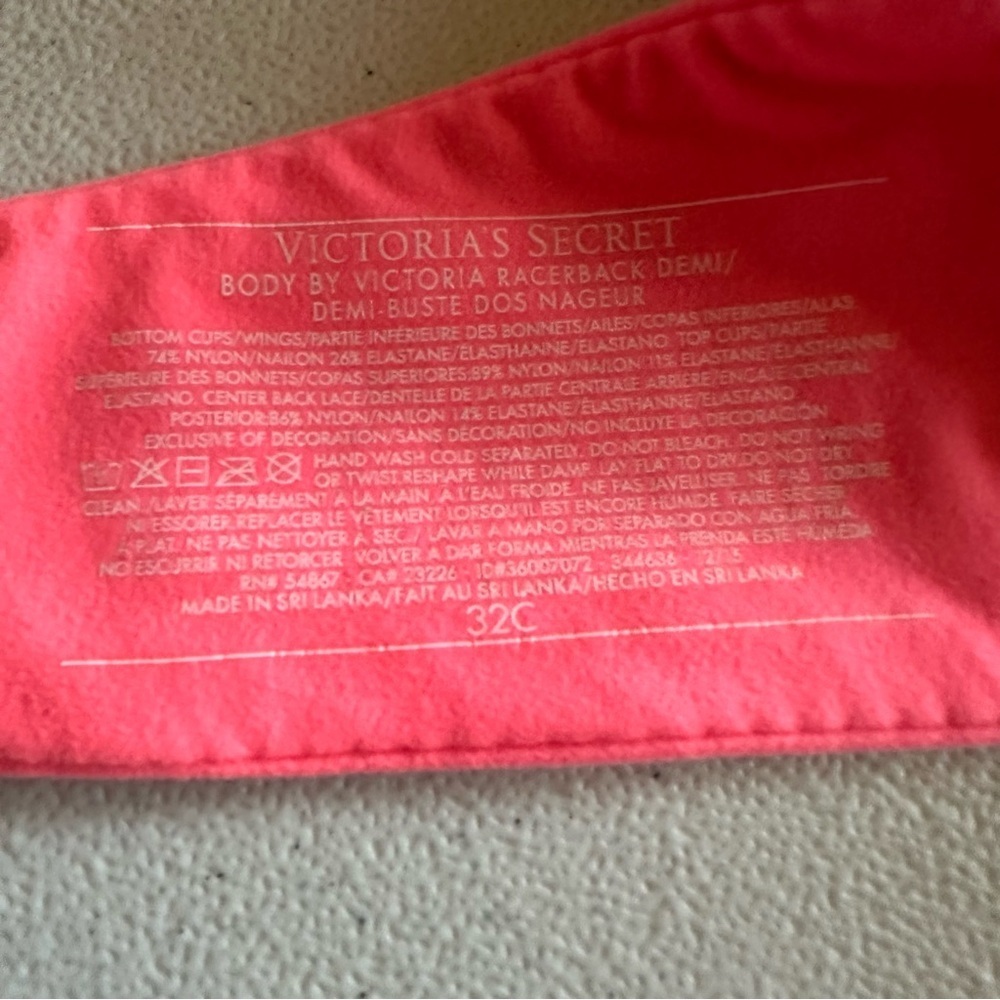 VICTORIA'S SECRET
BODY BY VICTORIA RACERBACK DEMI/
DEMI-BUSTE DOS NAGEUR
BOTTOM CUPS/WINGS/PARTIE INFÉRIEURE DES BONNETS/AILES/COPAS INFERIORES/ALAS
74% NYLON/NAILON 26% ELASTANE/ÉLASTHANNE/ELASTANO. TOP CUPS/PARTIE
SUPÉRIEURE DES BONNETS/COPAS SUPERIORES:89% NYLON/NAILON 11% ELASTANE/ÉLASTHANNE/
ELASTANO. CENTER BACK LACE/DENTELLE DE LA PARTIE CENTRALE ARRIÈRE/ENCAJE CENTRAL
POSTERIOR:86% NYLON/NAILON 14% ELASTANE/ÉLASTHANNE/ELASTANO
EXCLUSIVE OF DECORATION/SANS DÉCORATION/NO INCLUYE LA DECORACIÓN
HAND WASH COLD SEPARATELY. DO NOT BLEACH. DO NOT WRING
OR TWIST.RESHAPE WHILE DAMP. LAY FLAT TO DRY.DO NOT DRY
CLEAN./LAVER SÉPARÉMENT À LA MAIN, À L'EAU FROIDE. NE PAS JAVELLISER. NE PAS TORDRE
NI ESSORER.REPLACER LE VÊTEMENT LORSQU'IL EST ENCORE HUMIDE. FAIRE SÉCHER
À PLAT. NE PAS NETTOYER À SEC./ LAVAR A MANO POR SEPARADO CON AGUA FRÍA
NO ESCURRIR NI RETORCER. VOLVER A DAR FORMA MIENTRAS LA PRENDA ESTÉ HÚMEDA
RN# 54867 CA# 23226 ID#36007072 344636 2/15
MADE IN SRI LANKA/FAIT AU SRI LANKA/HECHO EN SRI LANKA
32C